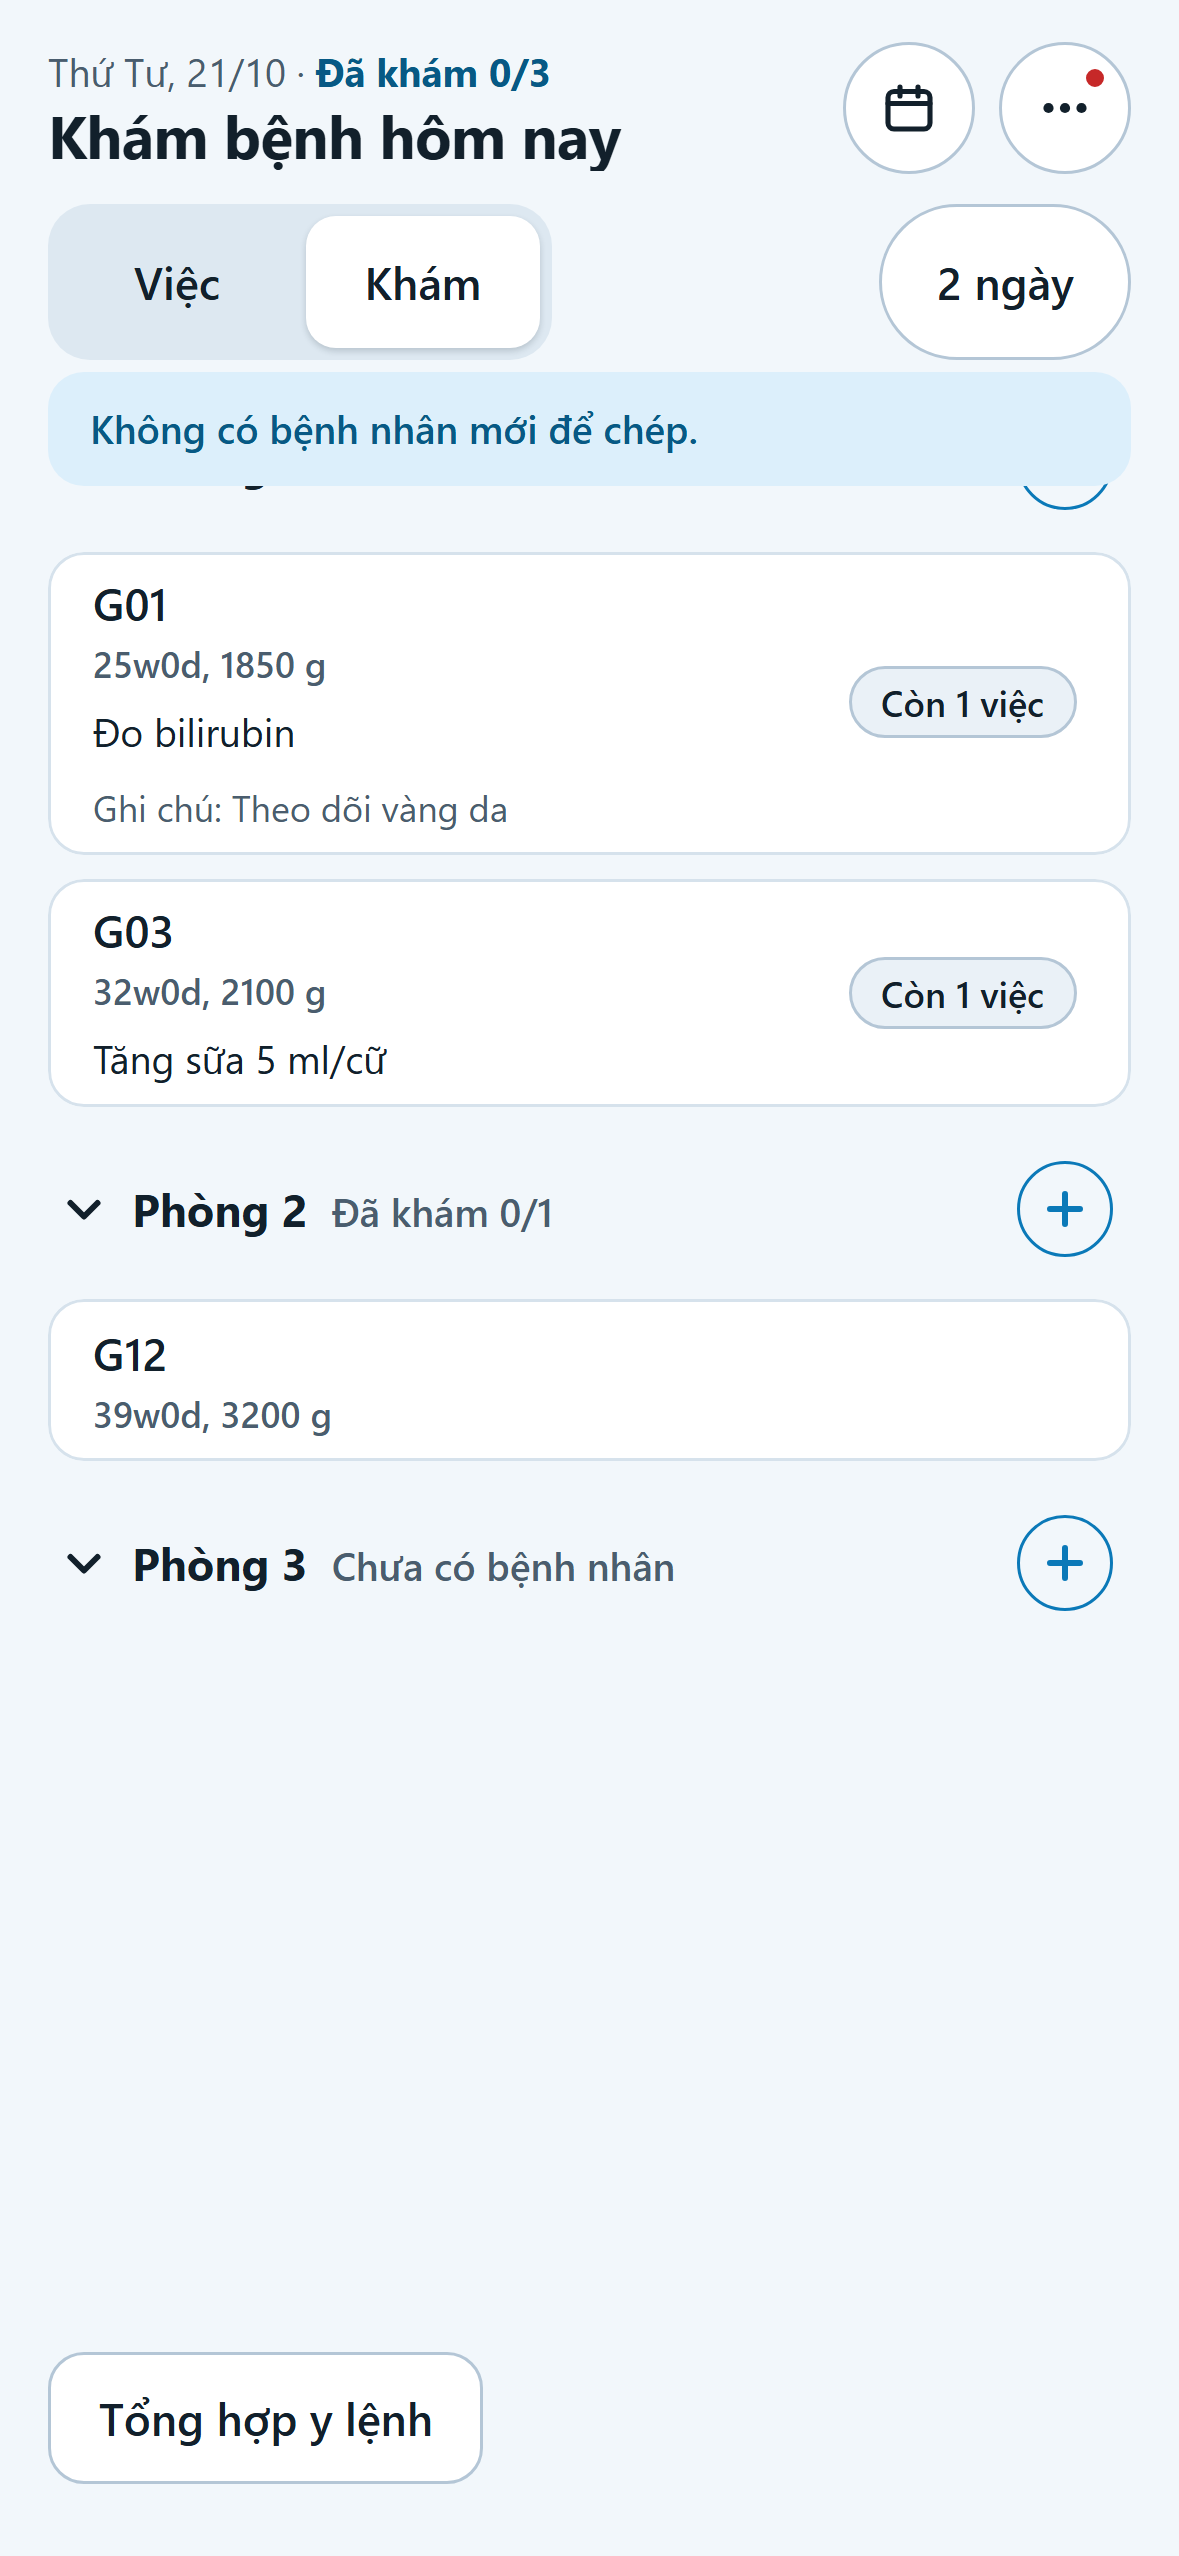 Thứ Tư, 21/10 · Đã khám 0/3
Khám bệnh hôm nay
Việc
Khám
2 ngày
Không có bệnh nhân mới để chép.
G01
25w0d, 1850 g
Đo bilirubin
Ghi chú: Theo dõi vàng da
Còn 1 việc
G03
32w0d, 2100 g
Tăng sữa 5 ml/cữ
Còn 1 việc
Phòng 2 Đã khám 0/1
G12
39w0d, 3200 g
Phòng 3 Chưa có bệnh nhân
Tổng hợp y lệnh